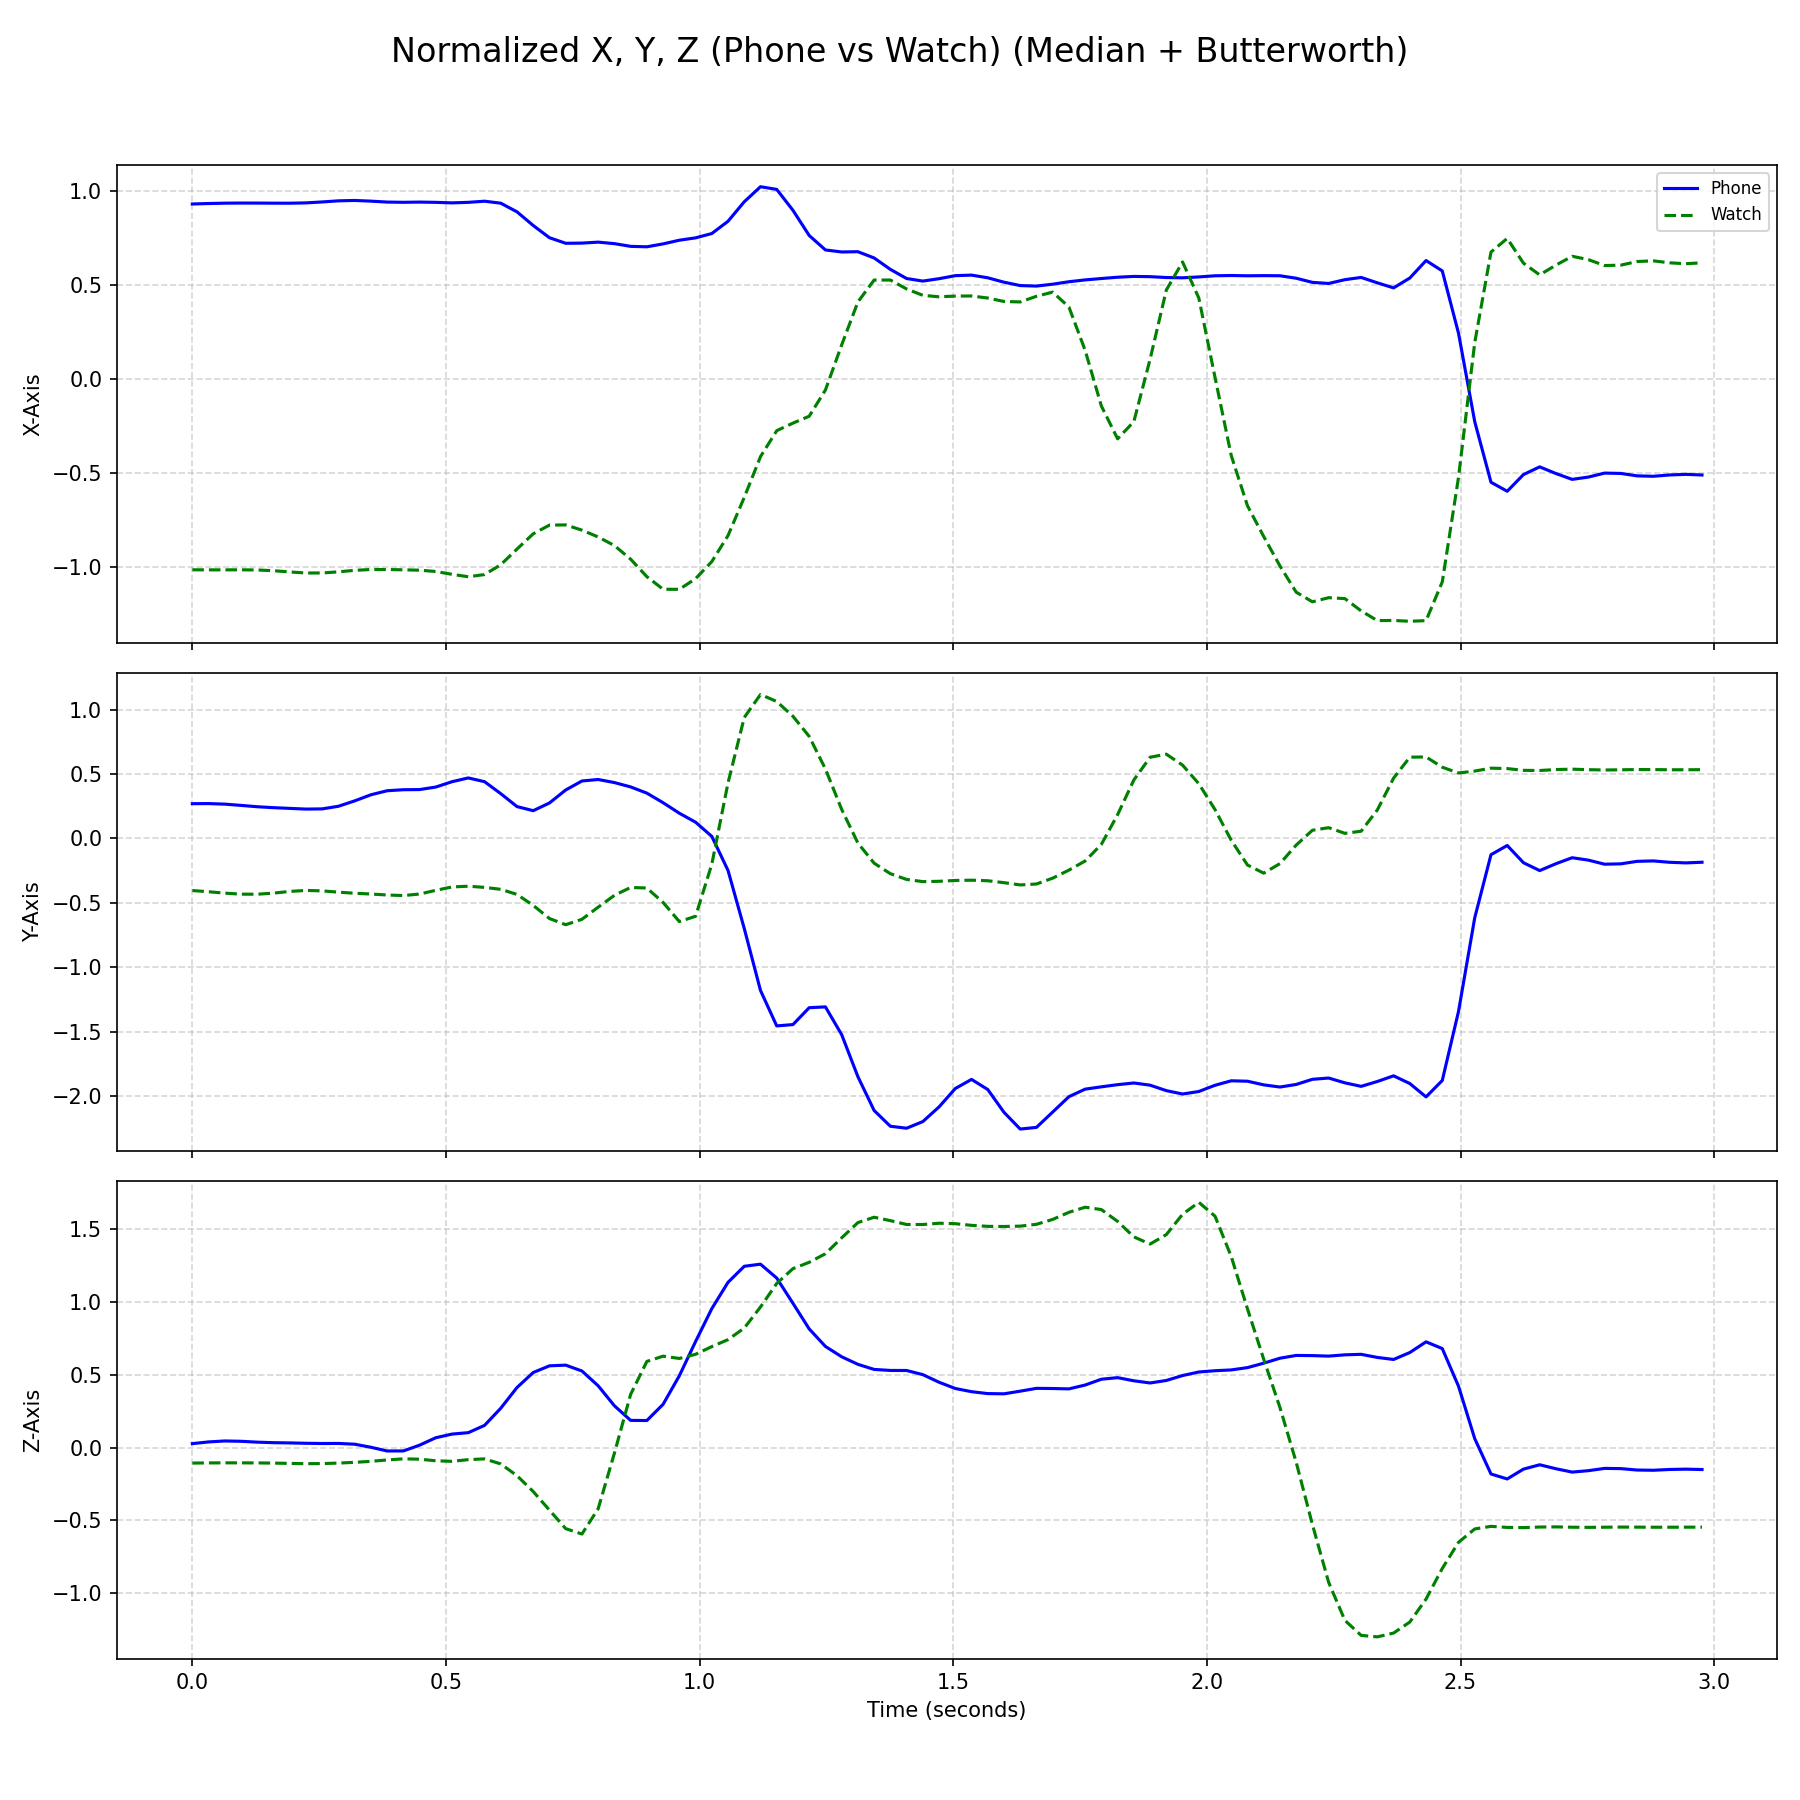 Normalized X, Y, Z (Phone vs Watch) (Median + Butterworth)
Phone
Watch
1.0
0.5
0.0
−0.5
−1.0
X-Axis
1.0
0.5
0.0
−0.5
−1.0
−1.5
−2.0
Y-Axis
1.5
1.0
0.5
0.0
−0.5
−1.0
Z-Axis
0.0 0.5 1.0 1.5 2.0 2.5 3.0
Time (seconds)